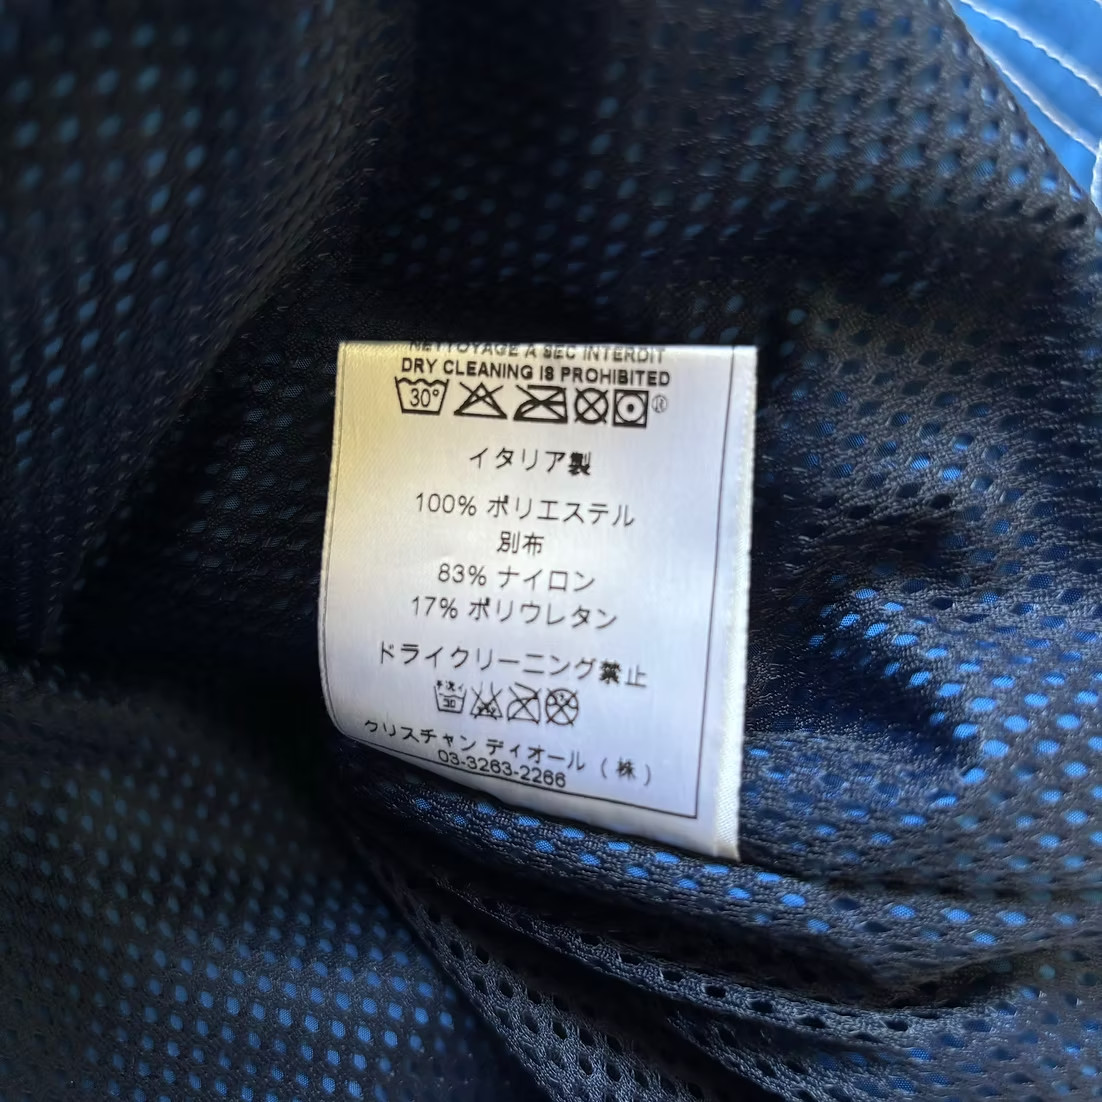 NETTOYAGE A SEC INTERDIT
DRY CLEANING IS PROHIBITED
30° ®
イタリア製
100% ポリエステル
別布
83% ナイロン
17% ポリウレタン
ドライクリーニング禁止
30
クリスチャン ディオール (株)
03-3263-2266